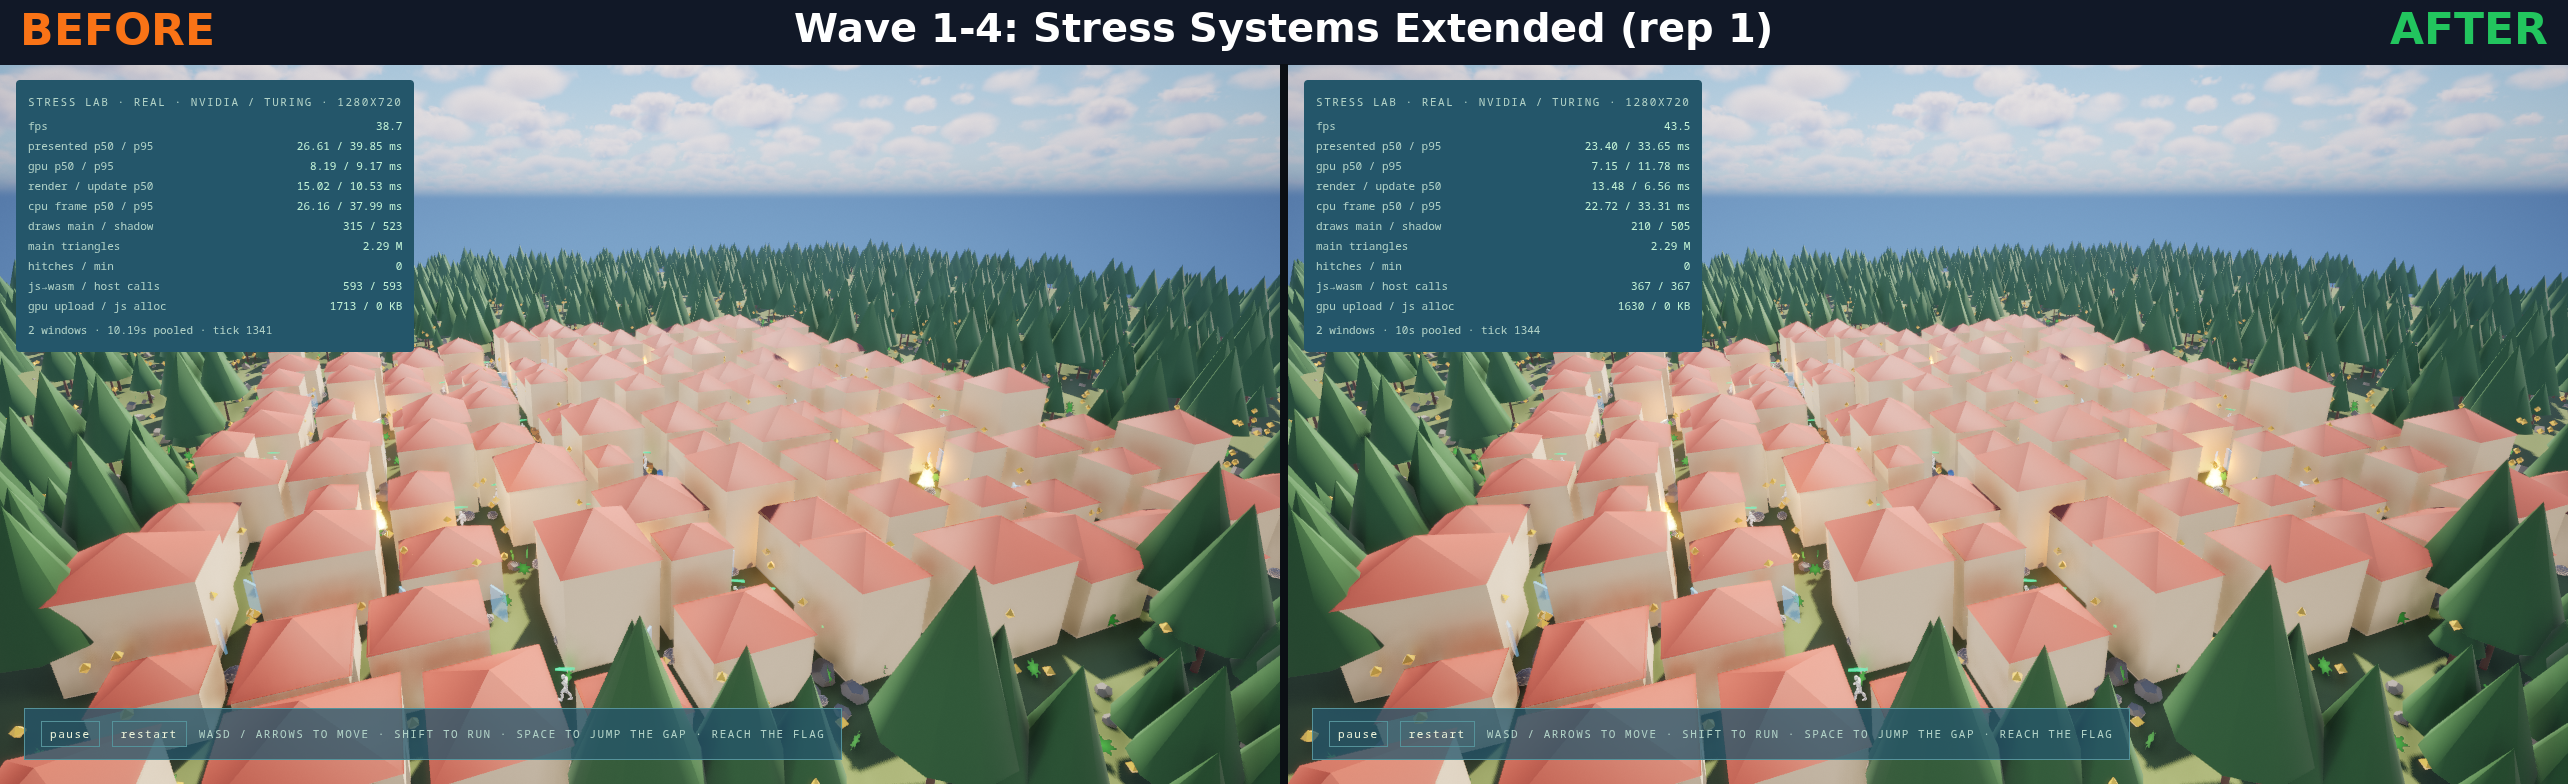 BEFORE
Wave 1-4: Stress Systems Extended (rep 1)
AFTER
STRESS LAB · REAL · NVIDIA / TURING · 1280X720
fps 38.7
presented p50 / p95 26.61 / 39.85 ms
gpu p50 / p95 8.19 / 9.17 ms
render / update p50 15.02 / 10.53 ms
cpu frame p50 / p95 26.16 / 37.99 ms
draws main / shadow 315 / 523
main triangles 2.29 M
hitches / min 0
js→wasm / host calls 593 / 593
gpu upload / js alloc 1713 / 0 KB
2 windows · 10.19s pooled · tick 1341
pause restart WASD / ARROWS TO MOVE · SHIFT TO RUN · SPACE TO JUMP THE GAP · REACH THE FLAG
STRESS LAB · REAL · NVIDIA / TURING · 1280X720
fps 43.5
presented p50 / p95 23.40 / 33.65 ms
gpu p50 / p95 7.15 / 11.78 ms
render / update p50 13.48 / 6.56 ms
cpu frame p50 / p95 22.72 / 33.31 ms
draws main / shadow 210 / 505
main triangles 2.29 M
hitches / min 0
js→wasm / host calls 367 / 367
gpu upload / js alloc 1630 / 0 KB
2 windows · 10s pooled · tick 1344
pause restart WASD / ARROWS TO MOVE · SHIFT TO RUN · SPACE TO JUMP THE GAP · REACH THE FLAG